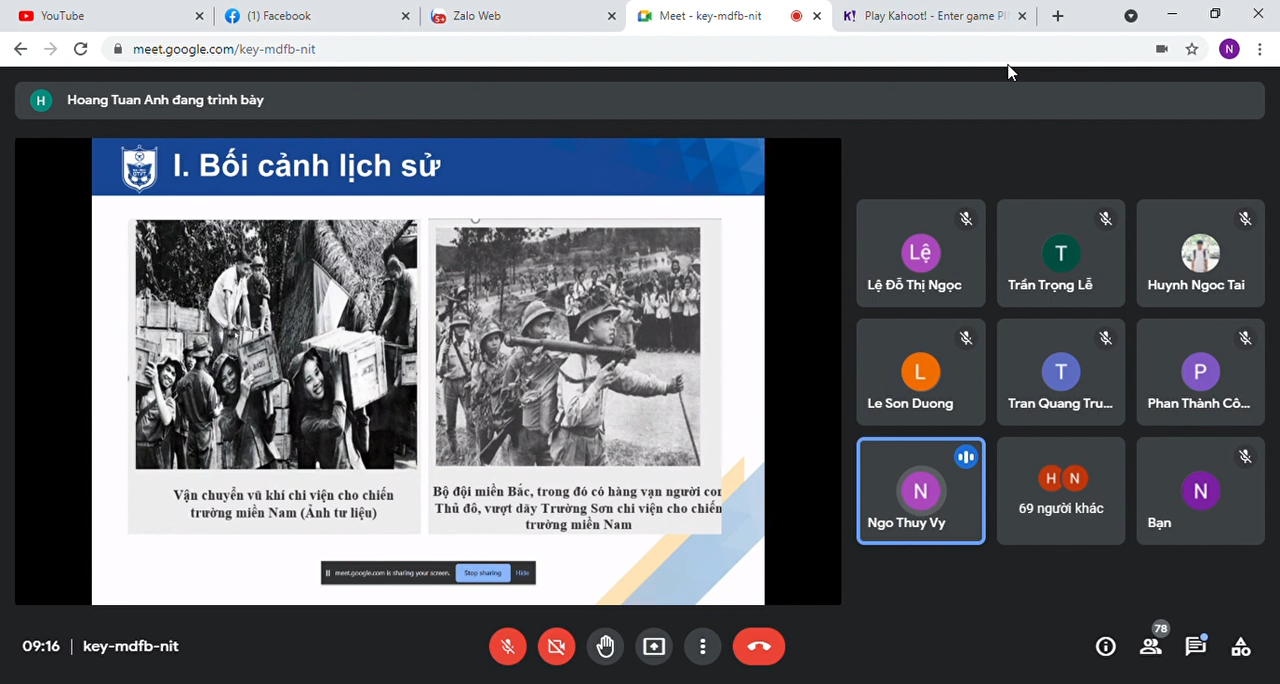 YouTube
(1) Facebook
Zalo Web
Meet - key-mdfb-nit
K! Play Kahoot! - Enter game PI
meet.google.com/key-mdfb-nit
N
H Hoang Tuan Anh đang trình bày
I. Bối cảnh lịch sử
Vận chuyển vũ khí chi viện cho chiến
trường miền Nam (Ảnh tư liệu)
Bộ đội miền Bắc, trong đó có hàng vạn người con
Thủ đô, vượt dãy Trường Sơn chi viện cho chiến
trường miền Nam
meet.google.com is sharing your screen. Stop sharing Hide
Lệ
Lệ Đỗ Thị Ngọc
T
Trần Trọng Lễ
Huynh Ngoc Tai
L
Le Son Duong
T
Tran Quang Tru...
P
Phan Thành Cô...
N
Ngo Thuy Vy
H N
69 người khác
N
Bạn
09:16 | key-mdfb-nit
78